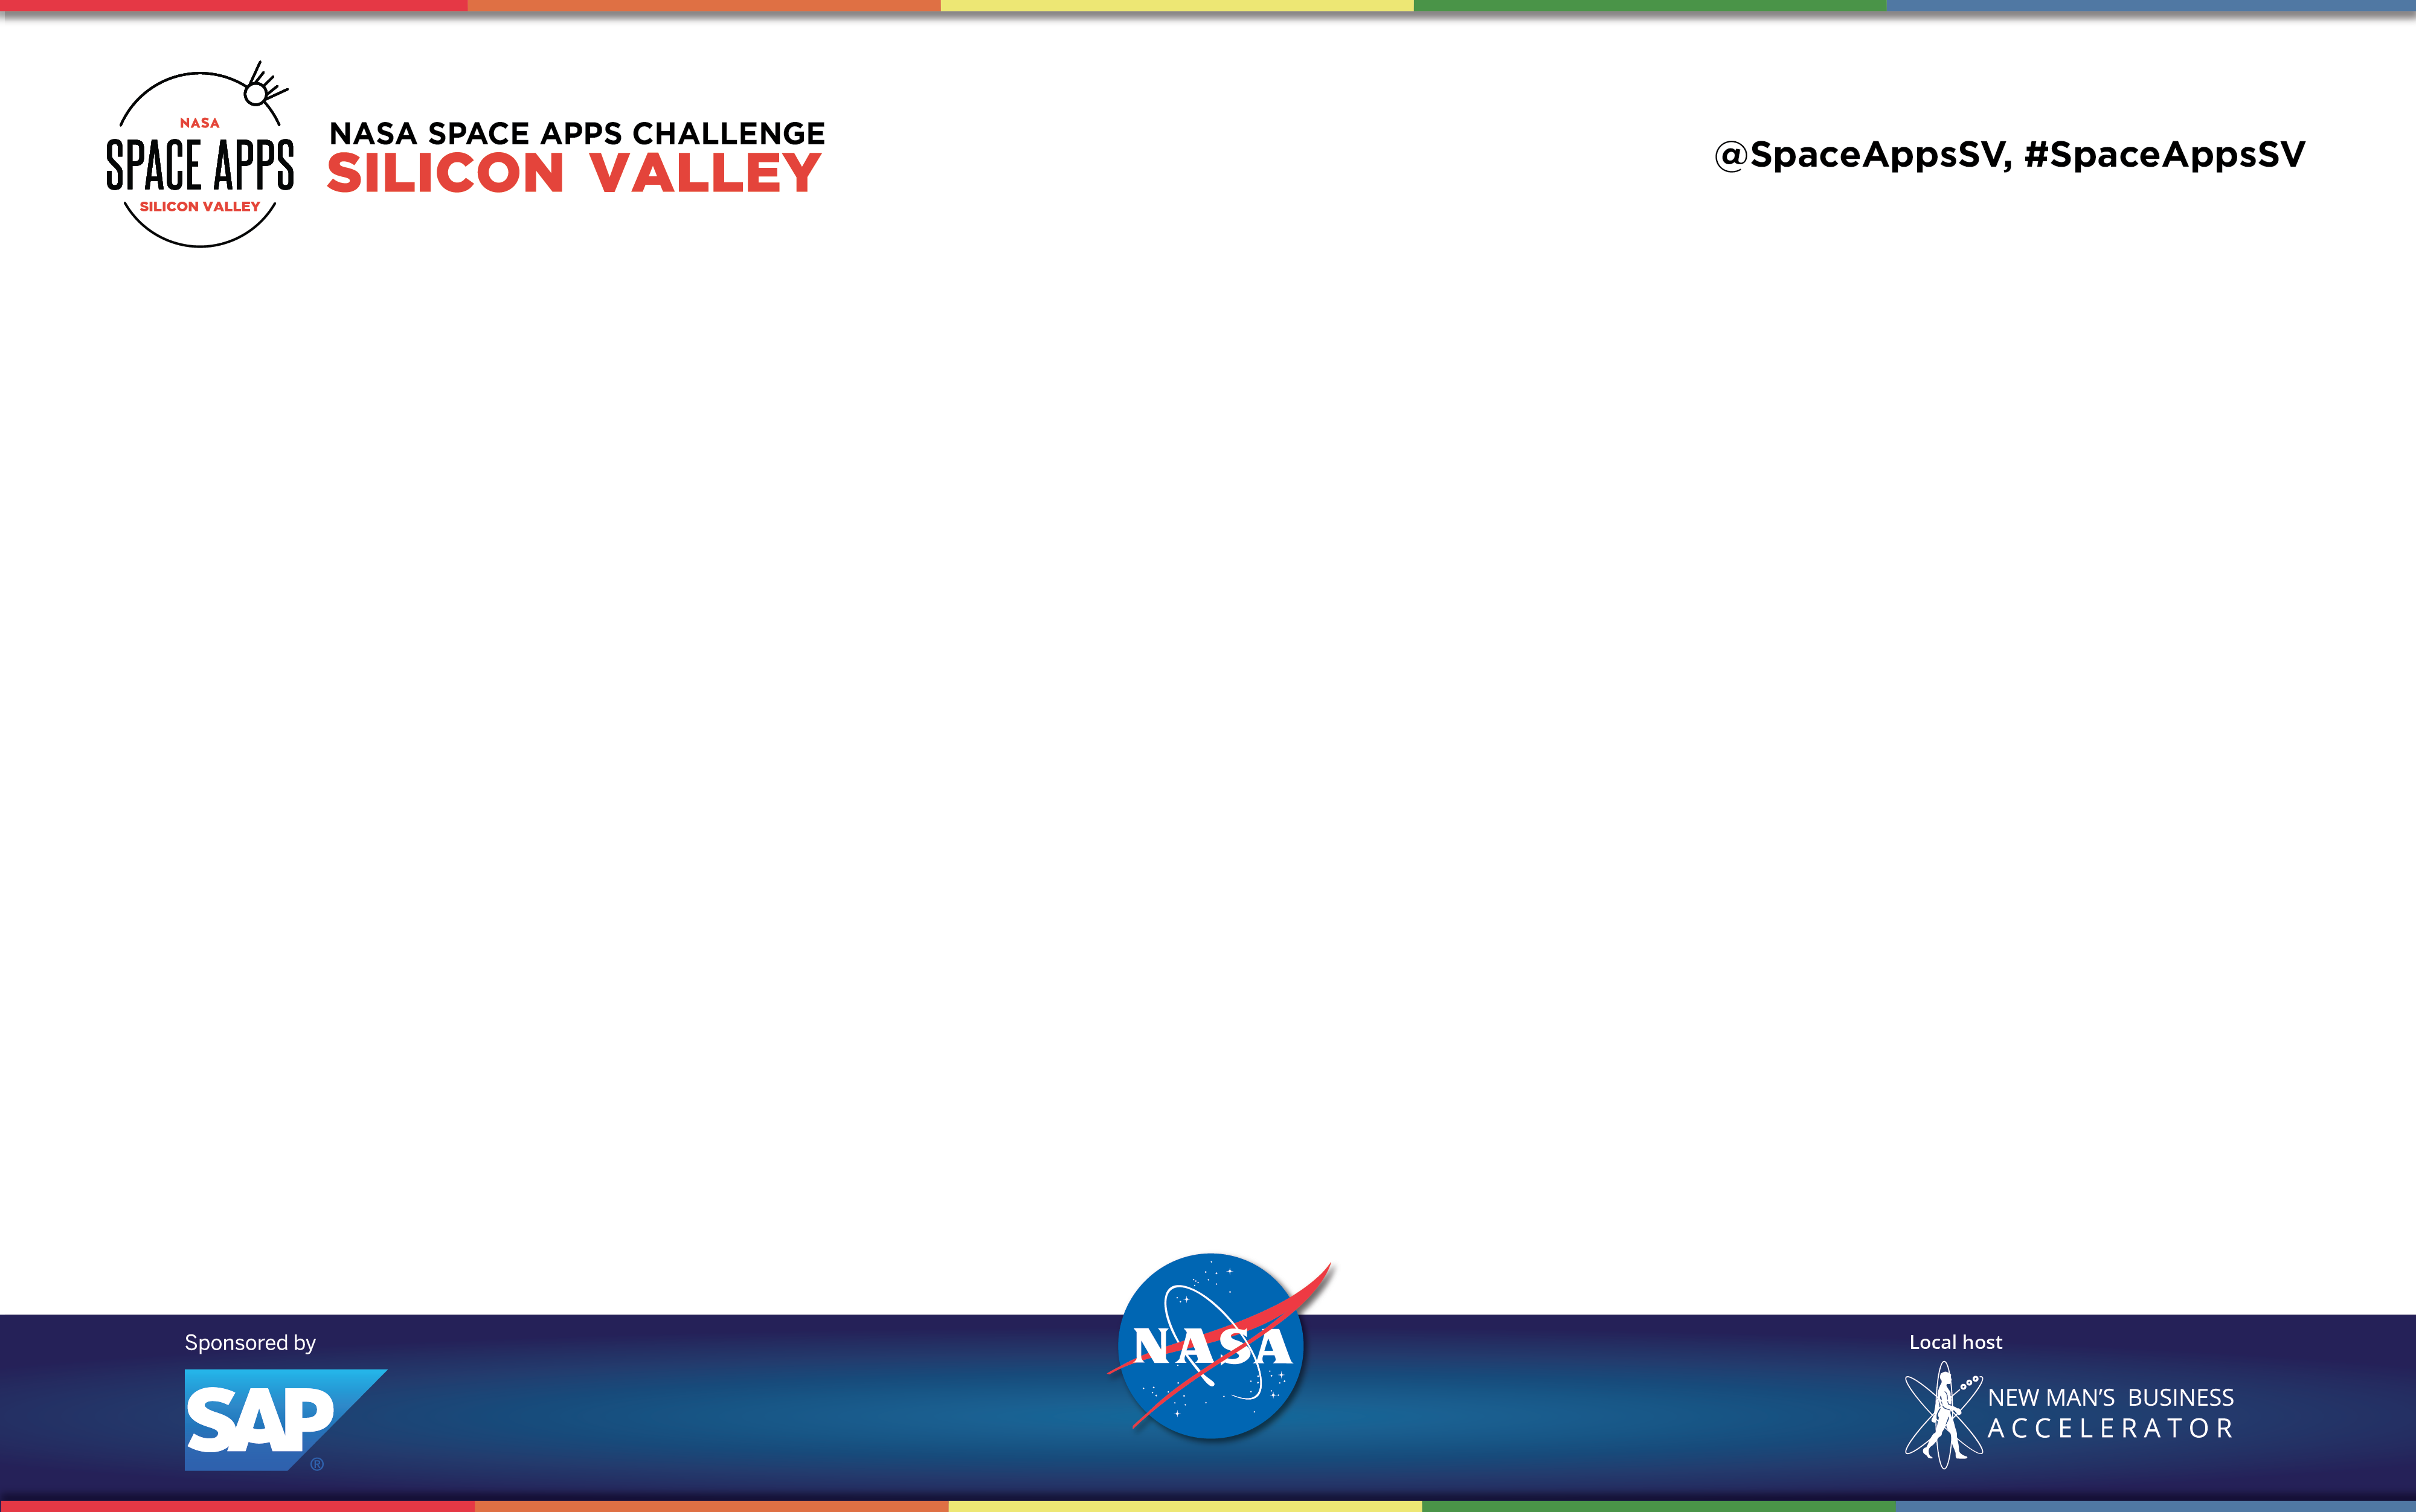 NASA
SPACE APPS
SILICON VALLEY
NASA SPACE APPS CHALLENGE
SILICON VALLEY
@SpaceAppsSV, #SpaceAppsSV
Sponsored by
SAP
®
NASA
Local host
NEW MAN'S BUSINESS
ACCELERATOR